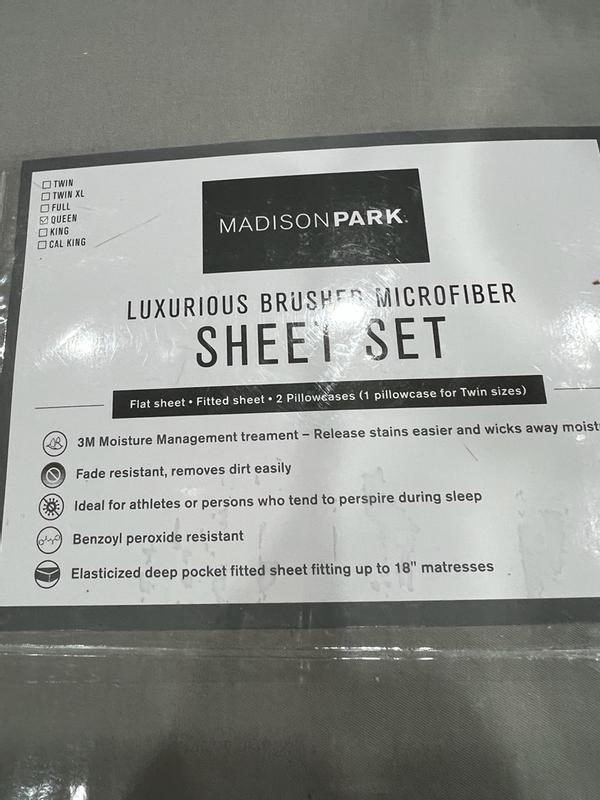 TWIN
TWIN XL
FULL
QUEEN
KING
CAL KING
MADISONPARK.
LUXURIOUS BRUSHED MICROFIBER
SHEET SET
Flat sheet • Fitted sheet • 2 Pillowcases (1 pillowcase for Twin sizes)
3M Moisture Management treament – Release stains easier and wicks away moist
Fade resistant, removes dirt easily
Ideal for athletes or persons who tend to perspire during sleep
Benzoyl peroxide resistant
Elasticized deep pocket fitted sheet fitting up to 18" matresses